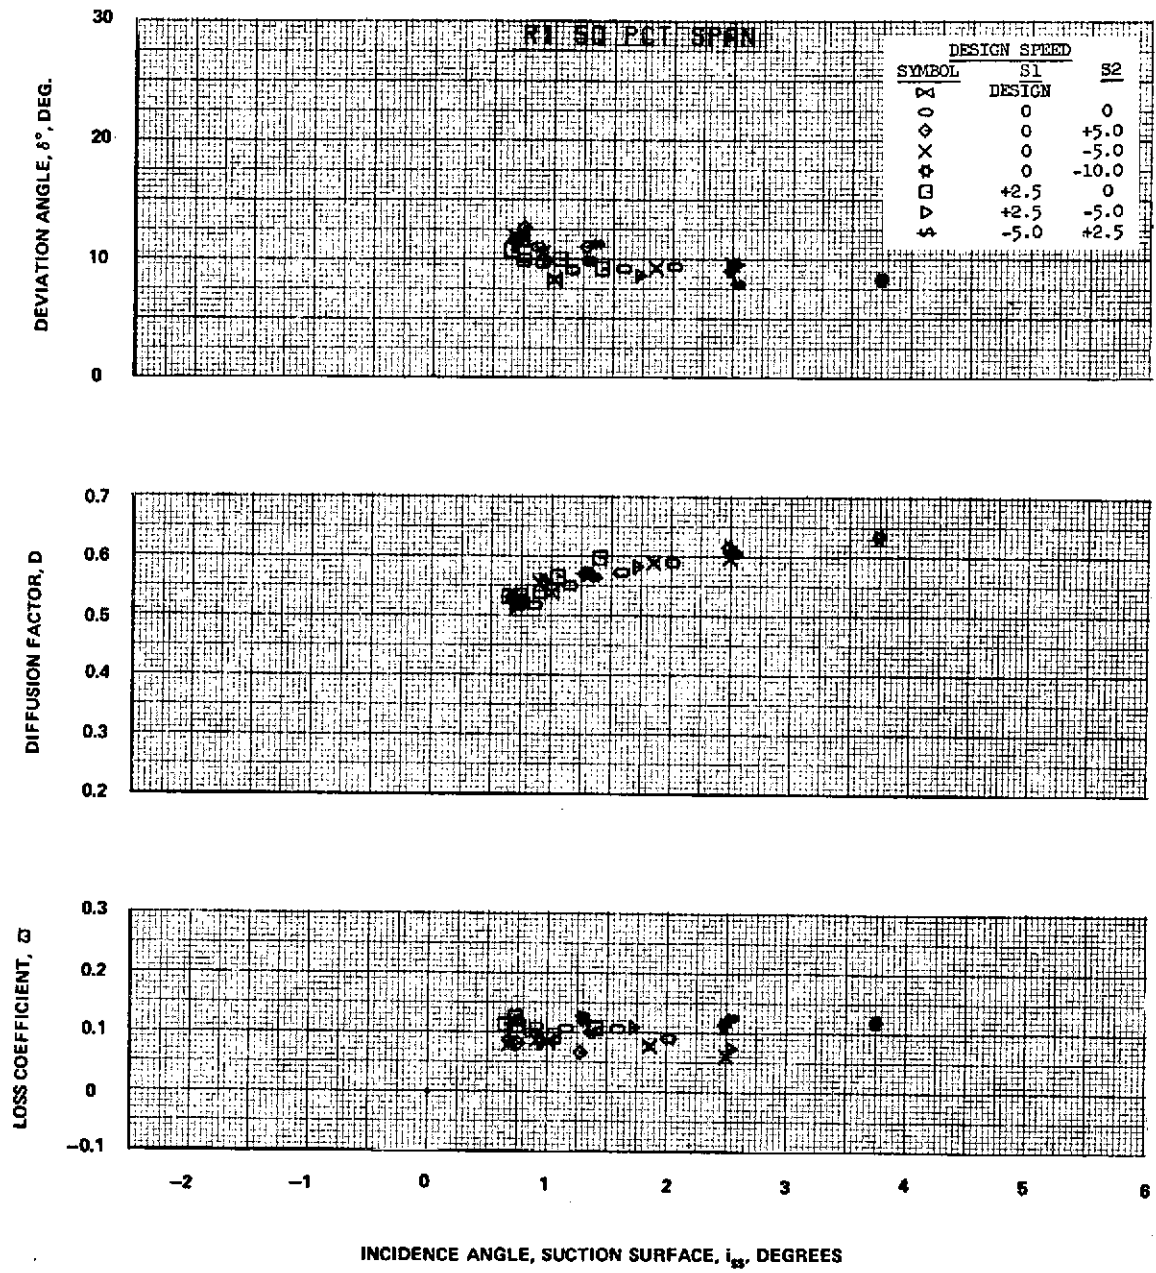 R1 50 PCT SPAN
DESIGN SPEED
SYMBOL S1 S2
DESIGN
0 0
0 +5.0
0 -5.0
0 -10.0
+2.5 0
+2.5 -5.0
-5.0 +2.5
30
20
10
0
DEVIATION ANGLE, δ°, DEG.
0.7
0.6
0.5
0.4
0.3
0.2
DIFFUSION FACTOR, D
0.3
0.2
0.1
0
−0.1
LOSS COEFFICIENT, ϖ
−2 −1 0 1 2 3 4 5 6
INCIDENCE ANGLE, SUCTION SURFACE, iss, DEGREES